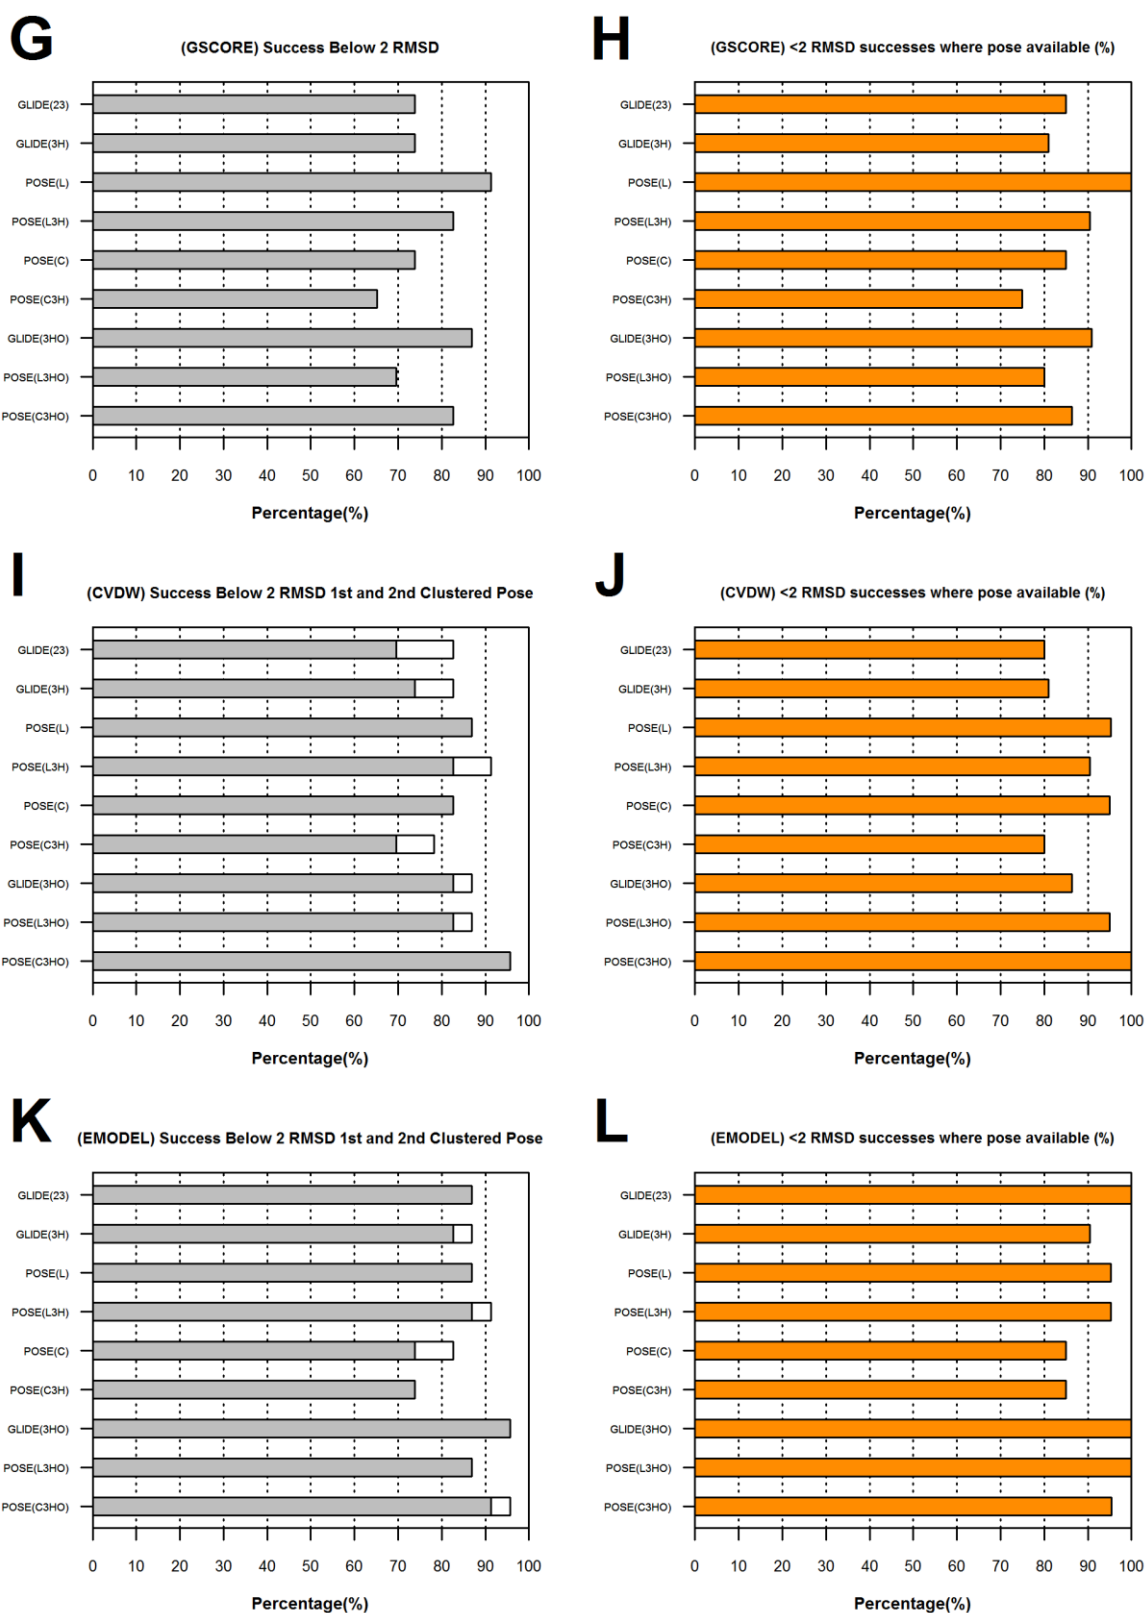 G
(GSCORE) Success Below 2 RMSD
GLIDE(23)
GLIDE(3H)
POSE(L)
POSE(L3H)
POSE(C)
POSE(C3H)
GLIDE(3HO)
POSE(L3HO)
POSE(C3HO)
0 10 20 30 40 50 60 70 80 90 100
Percentage(%)
H
(GSCORE) <2 RMSD successes where pose available (%)
GLIDE(23)
GLIDE(3H)
POSE(L)
POSE(L3H)
POSE(C)
POSE(C3H)
GLIDE(3HO)
POSE(L3HO)
POSE(C3HO)
0 10 20 30 40 50 60 70 80 90 100
Percentage(%)
I
(CVDW) Success Below 2 RMSD 1st and 2nd Clustered Pose
GLIDE(23)
GLIDE(3H)
POSE(L)
POSE(L3H)
POSE(C)
POSE(C3H)
GLIDE(3HO)
POSE(L3HO)
POSE(C3HO)
0 10 20 30 40 50 60 70 80 90 100
Percentage(%)
J
(CVDW) <2 RMSD successes where pose available (%)
GLIDE(23)
GLIDE(3H)
POSE(L)
POSE(L3H)
POSE(C)
POSE(C3H)
GLIDE(3HO)
POSE(L3HO)
POSE(C3HO)
0 10 20 30 40 50 60 70 80 90 100
Percentage(%)
K
(EMODEL) Success Below 2 RMSD 1st and 2nd Clustered Pose
GLIDE(23)
GLIDE(3H)
POSE(L)
POSE(L3H)
POSE(C)
POSE(C3H)
GLIDE(3HO)
POSE(L3HO)
POSE(C3HO)
0 10 20 30 40 50 60 70 80 90 100
Percentage(%)
L
(EMODEL) <2 RMSD successes where pose available (%)
GLIDE(23)
GLIDE(3H)
POSE(L)
POSE(L3H)
POSE(C)
POSE(C3H)
GLIDE(3HO)
POSE(L3HO)
POSE(C3HO)
0 10 20 30 40 50 60 70 80 90 100
Percentage(%)